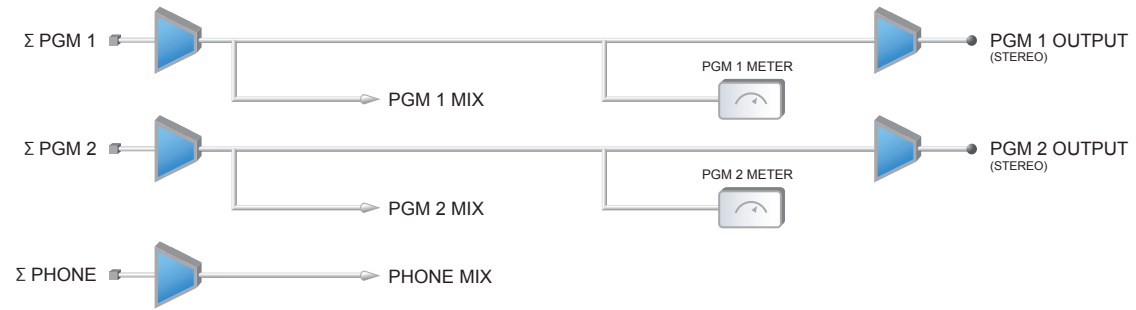 Σ PGM 1
PGM 1 OUTPUT
(STEREO)
PGM 1 METER
PGM 1 MIX
Σ PGM 2
PGM 2 OUTPUT
(STEREO)
PGM 2 METER
PGM 2 MIX
Σ PHONE
PHONE MIX